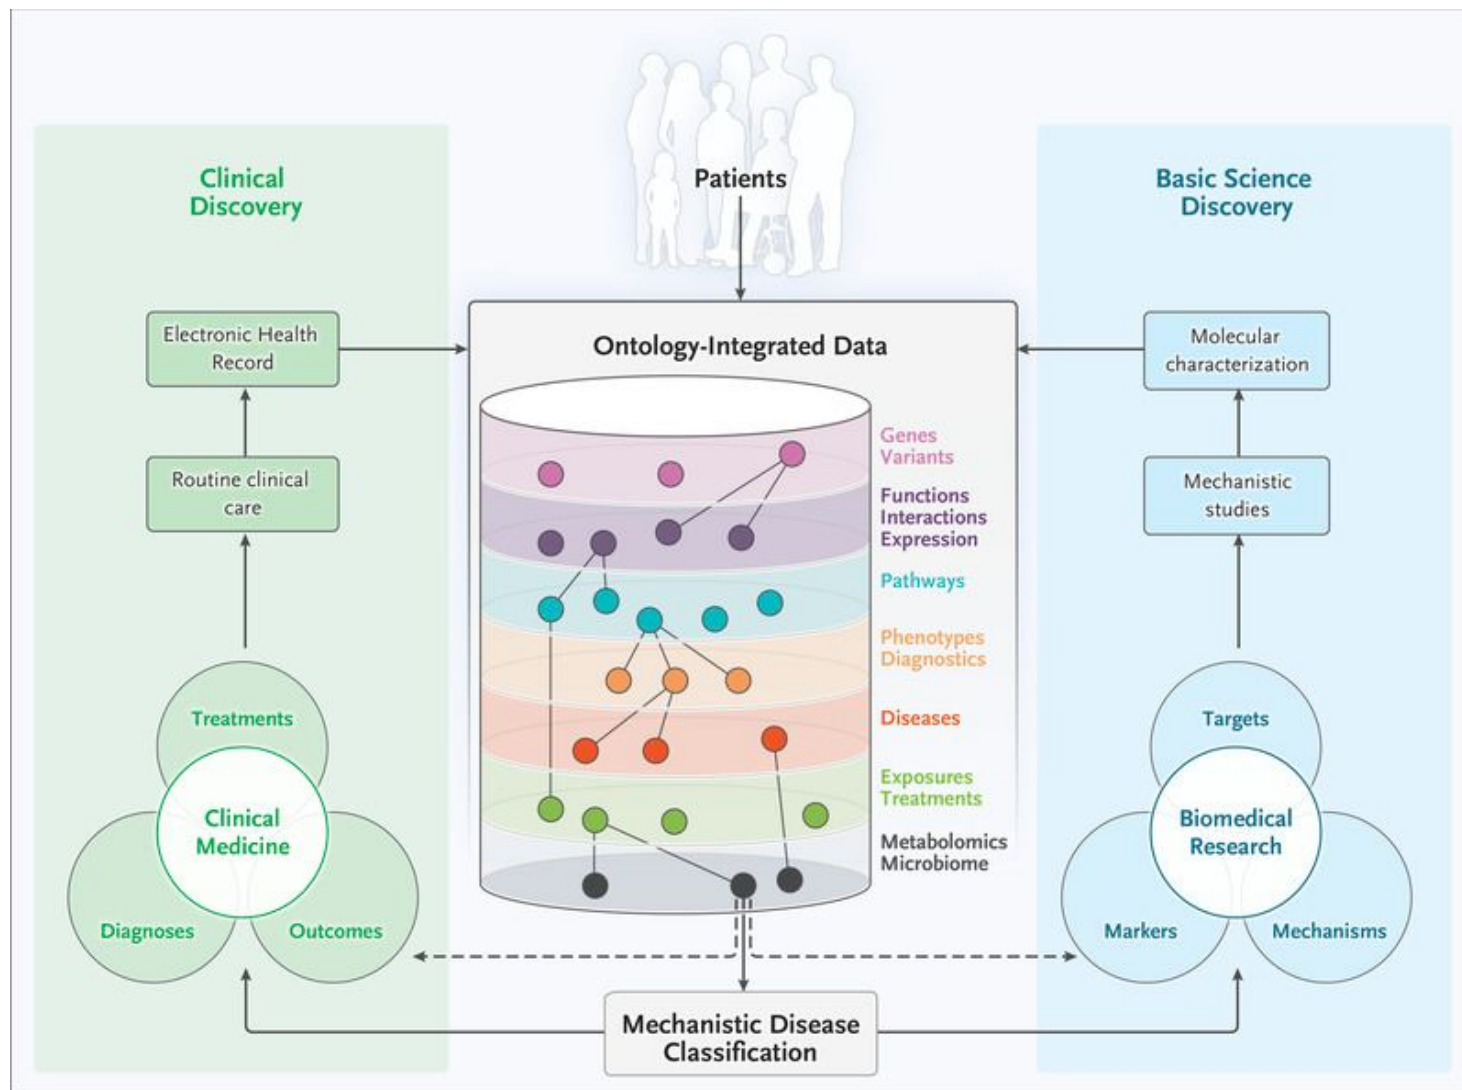 Patients
Clinical
Discovery
Electronic Health
Record
Routine clinical
care
Treatments
Clinical
Medicine
Diagnoses
Outcomes
Ontology-Integrated Data
Genes
Variants
Functions
Interactions
Expression
Pathways
Phenotypes
Diagnostics
Diseases
Exposures
Treatments
Metabolomics
Microbiome
Mechanistic Disease
Classification
Basic Science
Discovery
Molecular
characterization
Mechanistic
studies
Targets
Biomedical
Research
Markers
Mechanisms